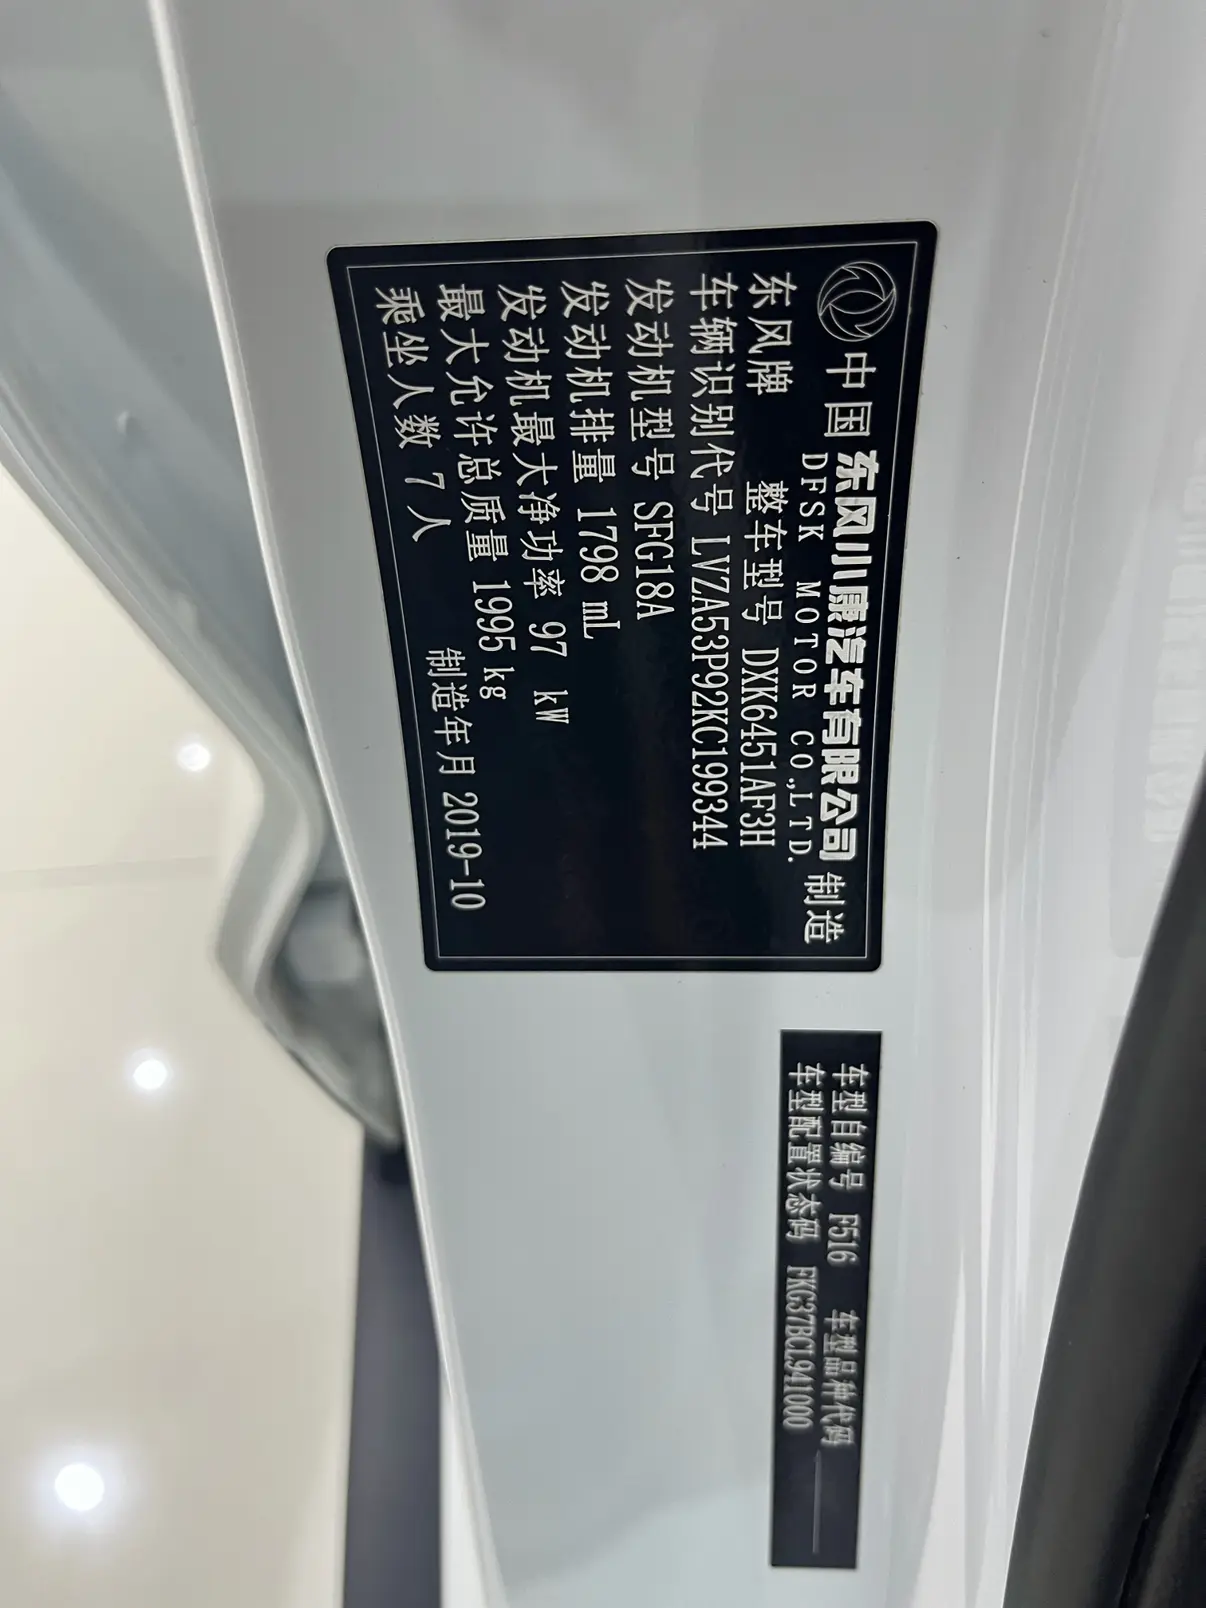 中国东风小康汽车有限公司制造
DFSK MOTOR CO.,LTD.
东风牌 整车型号 DXK6451AF3H
车辆识别代号 LVZA53P92KC199344
发动机型号 SFG18A
发动机排量 1798 mL
发动机最大净功率 97 kW
最大允许总质量 1995 kg
乘坐人数 7人 制造年月 2019-10
车型自编号 F516 车型品种代码 ——
车型配置状态码 FKG37BCL941000